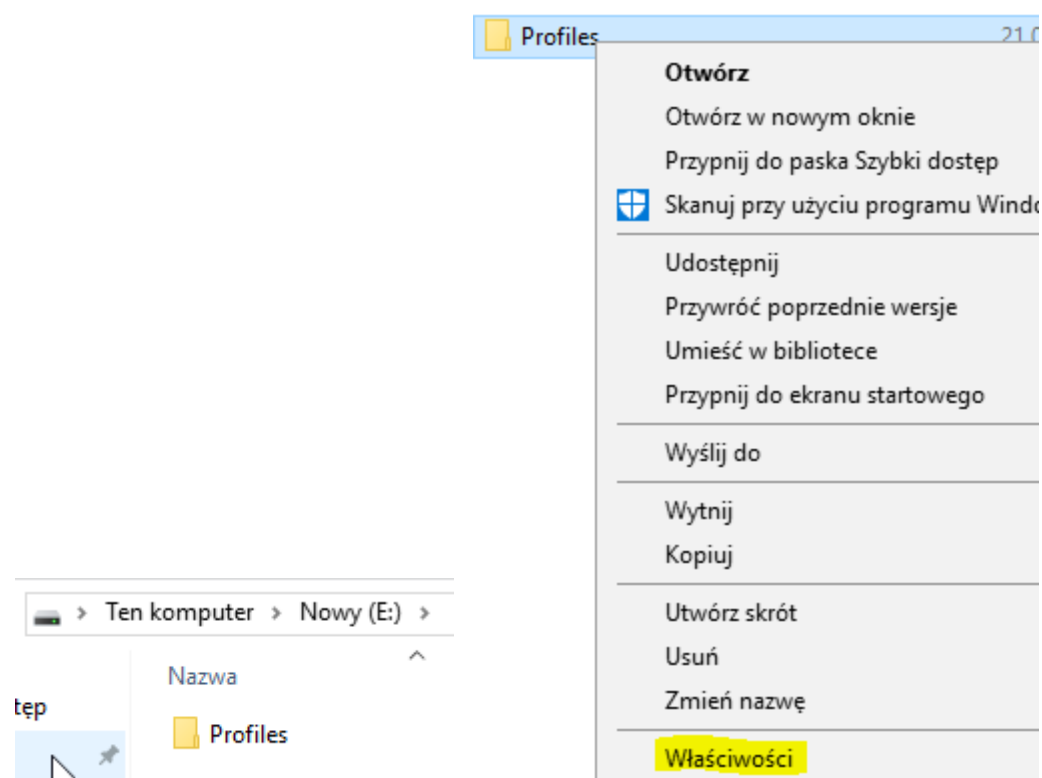 Profiles
21.0
Otwórz
Otwórz w nowym oknie
Przypnij do paska Szybki dostęp
Skanuj przy użyciu programu Windo
Udostępnij
Przywróć poprzednie wersje
Umieść w bibliotece
Przypnij do ekranu startowego
Wyślij do
Wytnij
Kopiuj
Utwórz skrót
Usuń
Zmień nazwę
Właściwości
Ten komputer > Nowy (E:) >
Nazwa
tęp
Profiles